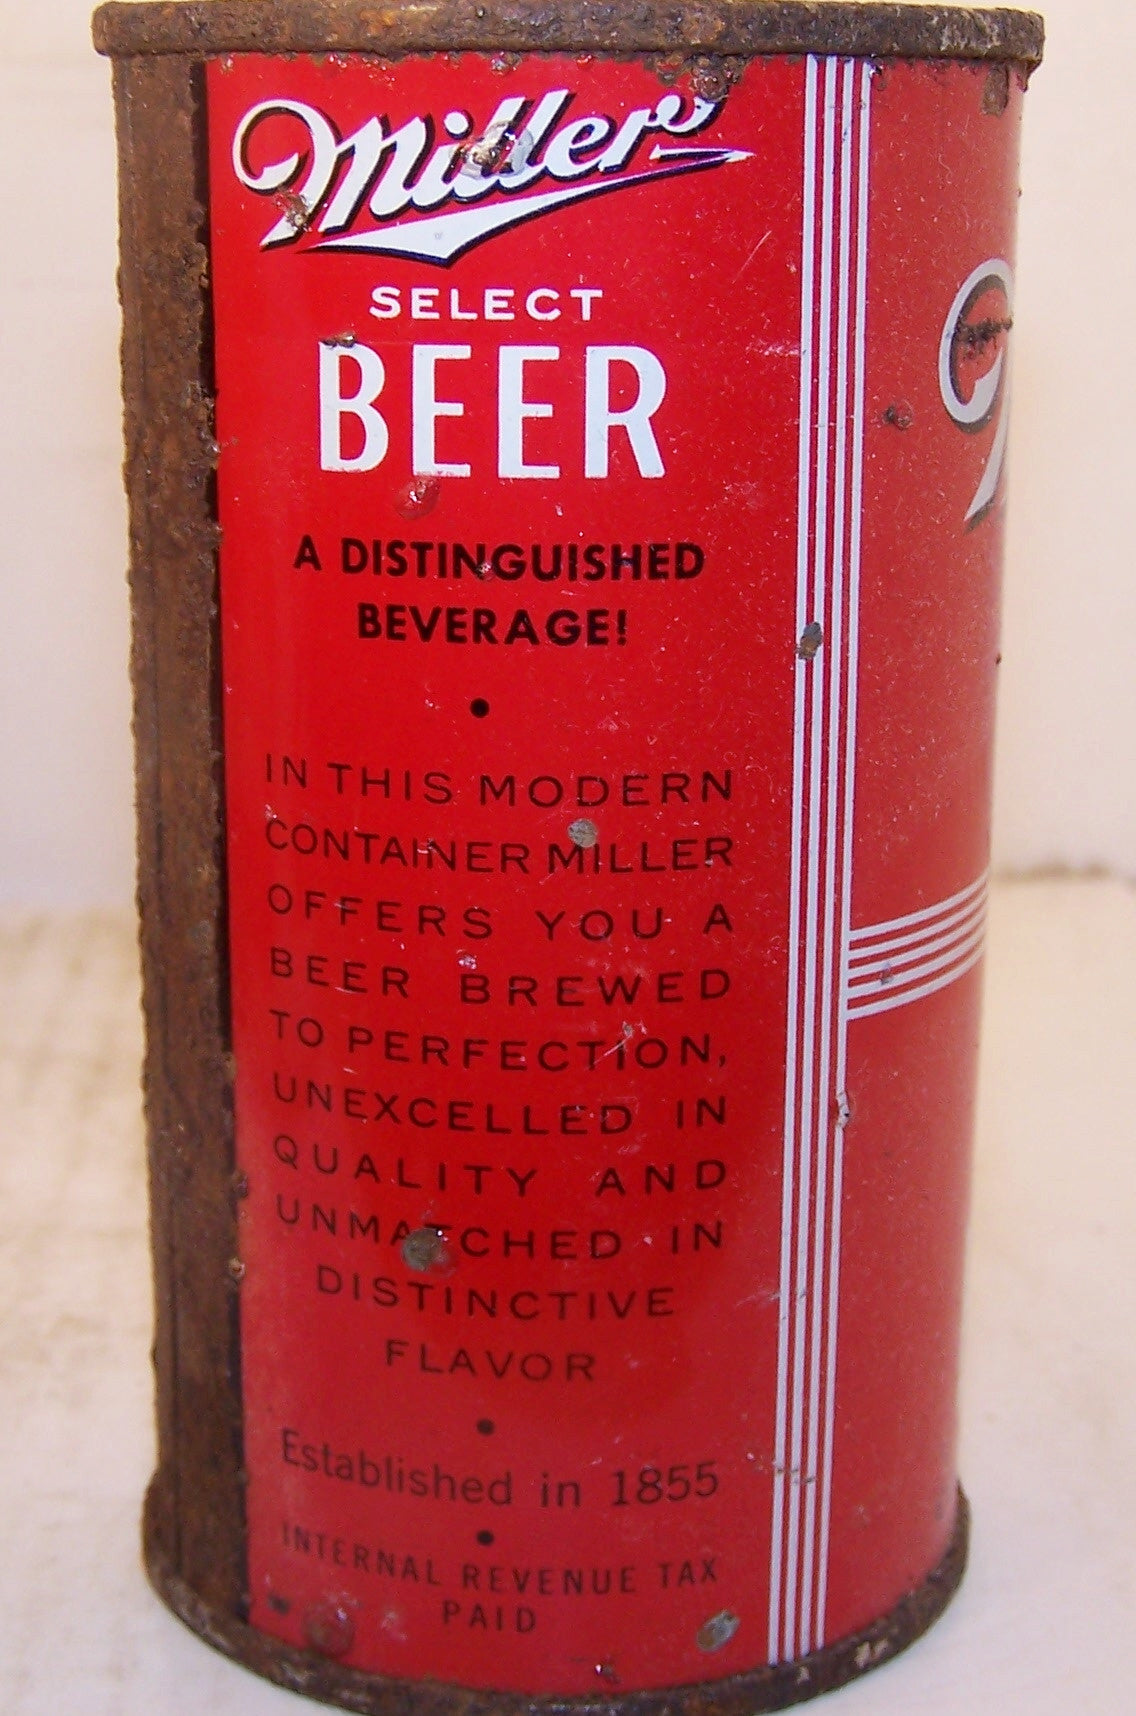 Miller
SELECT
BEER
A DISTINGUISHED
BEVERAGE!
•
IN THIS MODERN
CONTAINER MILLER
OFFERS YOU A
BEER BREWED
TO PERFECTION,
UNEXCELLED IN
QUALITY AND
UNMATCHED IN
DISTINCTIVE
FLAVOR
•
Established in 1855
•
INTERNAL REVENUE TAX
PAID